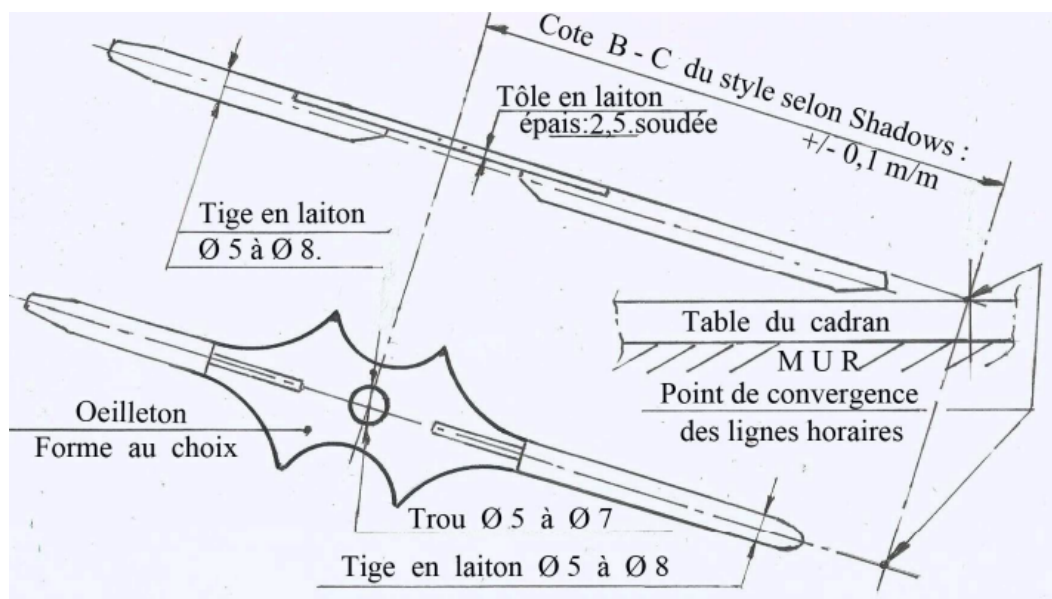 Cote B - C du style selon Shadows :
+/- 0,1 m/m
Tôle en laiton
épais:2,5.soudée
Tige en laiton
Ø 5 à Ø 8.
Table du cadran
M U R
Point de convergence
des lignes horaires
Oeilleton
Forme au choix
Trou Ø 5 à Ø 7
Tige en laiton Ø 5 à Ø 8